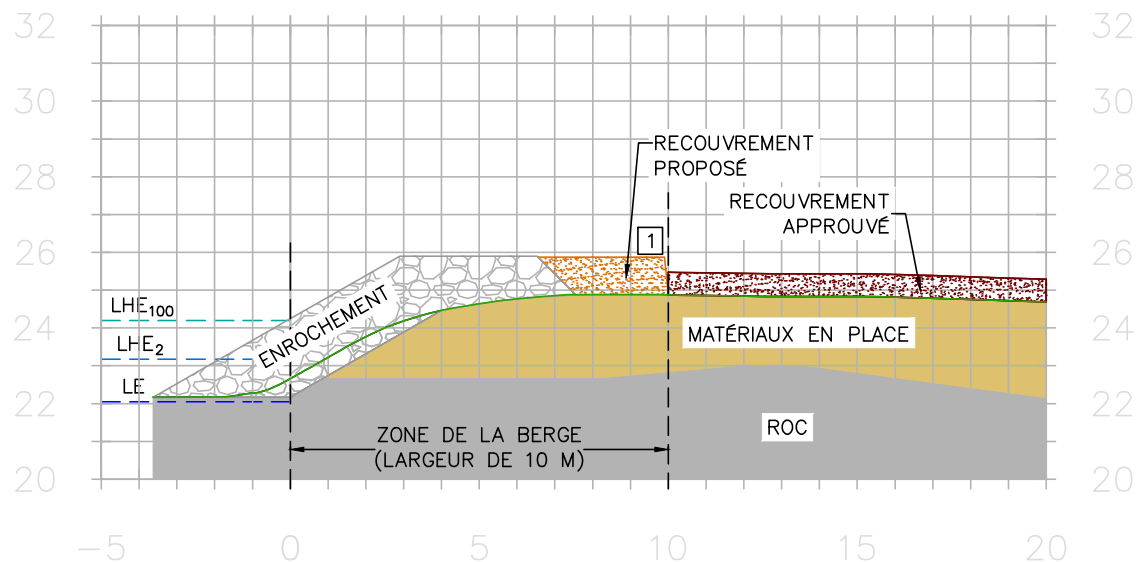 32 32
30 30
28 28
26 26
24 24
22 22
20 20
RECOUVREMENT
PROPOSÉ
RECOUVREMENT
APPROUVÉ
1
LHE100
LHE2
LE
ENROCHEMENT
MATÉRIAUX EN PLACE
ROC
ZONE DE LA BERGE
(LARGEUR DE 10 M)
-5 0 5 10 15 20